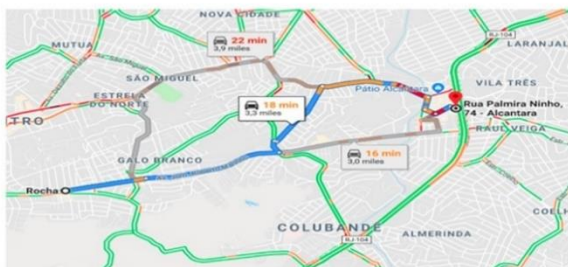 NOVA CIDADE
RJ-104
LARANJAL
MUTUA
22 min
3,9 miles
SÃO MIGUEL
VILA TRÊS
Pátio Alcantara
ESTRELA
DO NORTE
18 min
3,3 miles
Rua Palmira Ninho,
74 - Alcantara
TRO
RAUL VEIGA
GALO BRANCO
16 min
3,0 miles
Rocha
COLUBANDE
COELH
RJ-104
ALMERINDA